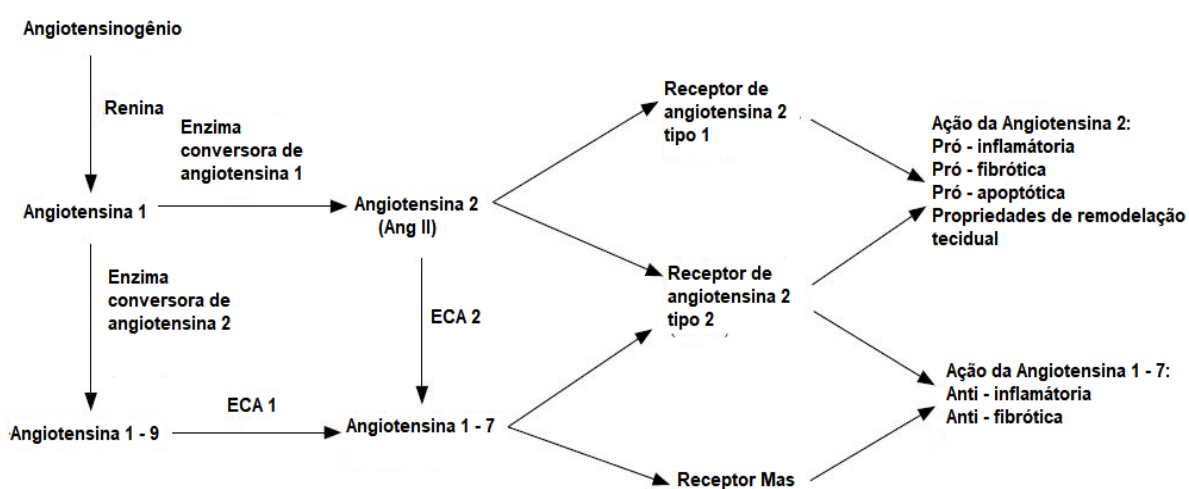 Angiotensinogênio
Renina
Enzima
conversora de
angiotensina 1
Angiotensina 1
Angiotensina 2
(Ang II)
Enzima
conversora de
angiotensina 2
ECA 2
Angiotensina 1 - 9
ECA 1
Angiotensina 1 - 7
Receptor de
angiotensina 2
tipo 1
Receptor de
angiotensina 2
tipo 2
Receptor Mas
Ação da Angiotensina 2:
Pró - inflamátoria
Pró - fibrótica
Pró - apoptótica
Propriedades de remodelação
tecidual
Ação da Angiotensina 1 - 7:
Anti - inflamátoria
Anti - fibrótica